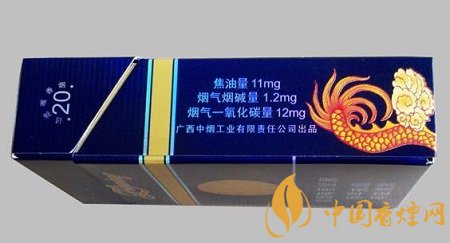 20
焦油量 11mg
烟气烟碱量 1.2mg
烟气一氧化碳量 12mg
广西中烟工业有限责任公司出品
中国香煙网